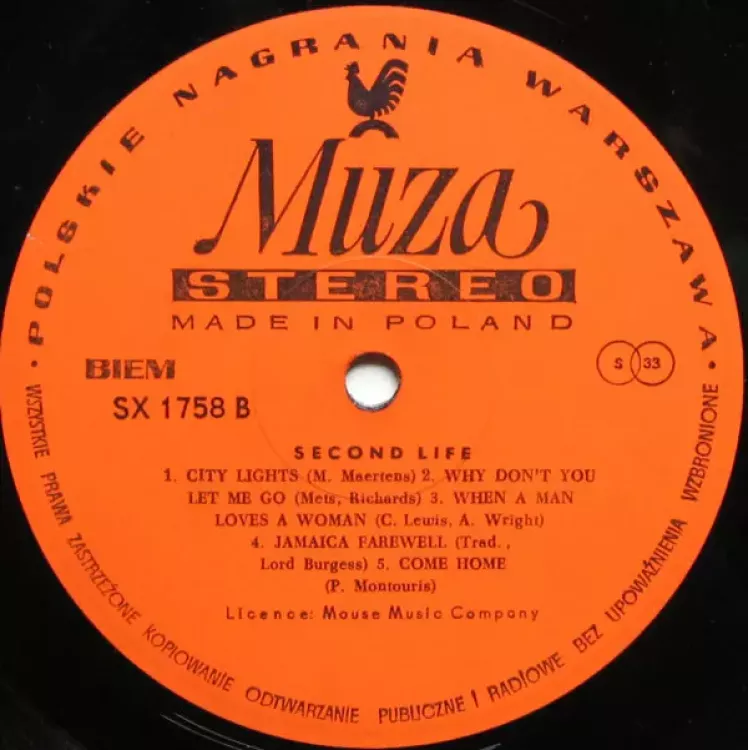 • POLSKIE NAGRANIA WARSZAWA •
Muza
STEREO
MADE IN POLAND
BIEM
S 33
SX 1758 B
SECOND LIFE
1. CITY LIGHTS (M. Maertens) 2. WHY DON'T YOU
LET ME GO (Mets, Richards) 3. WHEN A MAN
LOVES A WOMAN (C. Lewis, A. Wright)
4. JAMAICA FAREWELL (Trad.,
Lord Burgess) 5. COME HOME
(P. Montouris)
Licence: Mouse Music Company
WSZYSTKIE PRAWA ZASTRZEŻONE KOPIOWANIE ODTWARZANIE PUBLICZNE I RADIOWE BEZ UPOWAŻNIENIA WZBRONIONE